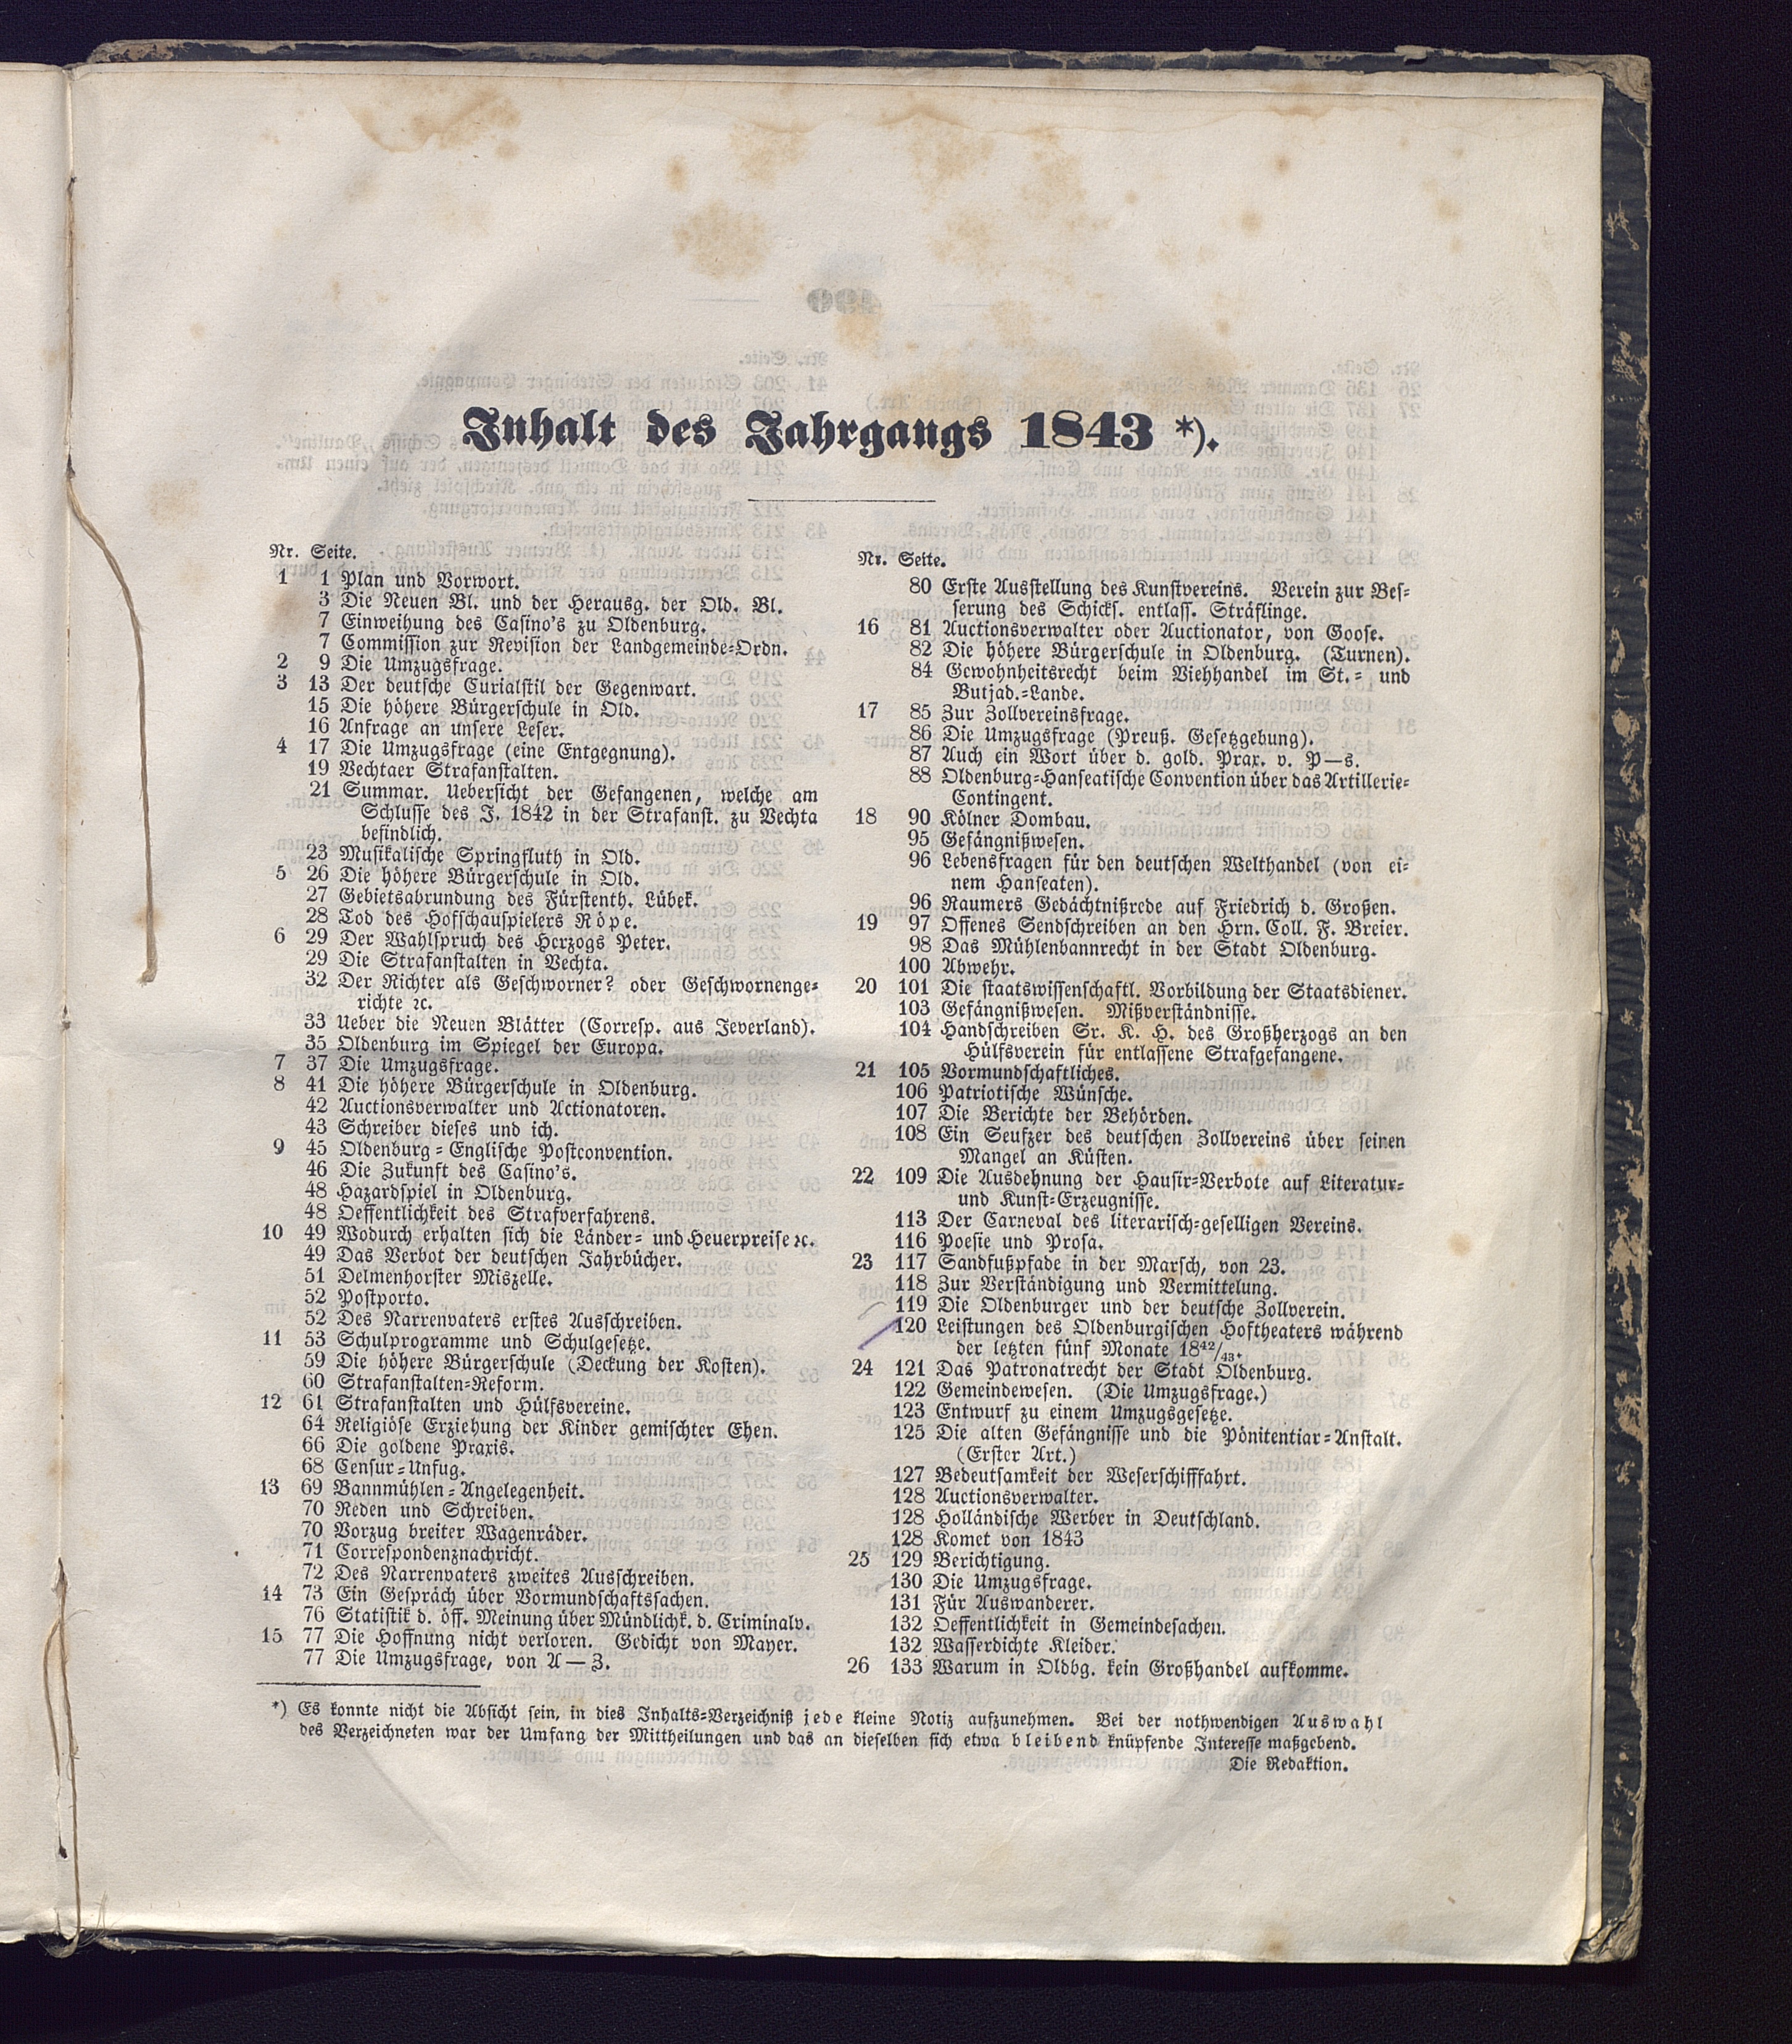 Inhalt des Jahrgangs 1843 *).
Nr. Seite.
1 1 Plan und Vorwort.
3 Die Neuen Bl. und der Herausg. der Old. Bl.
7 Einweihung des Casino's zu Oldenburg.
7 Commission zur Revision der Landgemeinde=Ordn.
2 9 Die Umzugsfrage.
3 13 Der deutsche Curialstil der Gegenwart.
15 Die höhere Bürgerschule in Old.
16 Anfrage an unsere Leser.
4 17 Die Umzugsfrage (eine Entgegnung).
19 Vechtaer Strafanstalten.
21 Summar. Uebersicht der Gefangenen, welche am
Schlusse des J. 1842 in der Strafanst. zu Vechta
befindlich.
23 Musikalische Springfluth in Old.
5 26 Die höhere Bürgerschule in Old.
27 Gebietsabrundung des Fürstenth. Lübek.
28 Tod des Hofschauspielers Röpe.
6 29 Der Wahlspruch des Herzogs Peter.
29 Die Strafanstalten in Vechta.
32 Der Richter als Geschworner? oder Geschwornenge=
richte ꝛc.
33 Ueber die Neuen Blätter (Corresp. aus Jeverland).
35 Oldenburg im Spiegel der Europa.
7 37 Die Umzugsfrage.
8 41 Die höhere Bürgerschule in Oldenburg.
42 Auctionsverwalter und Actionatoren.
43 Schreiber dieses und ich.
9 45 Oldenburg=Englische Postconvention.
46 Die Zukunft des Casino's.
48 Hazardspiel in Oldenburg.
48 Oeffentlichkeit des Strafverfahrens.
10 49 Wodurch erhalten sich die Länder= und Heuerpreise ꝛc.
49 Das Verbot der deutschen Jahrbücher.
51 Delmenhorster Miszelle.
52 Postporto.
52 Des Narrenvaters erstes Ausschreiben.
11 53 Schulprogramme und Schulgesetze.
59 Die höhere Bürgerschule (Deckung der Kosten).
60 Strafanstalten=Reform.
12 61 Strafanstalten und Hülfsvereine.
64 Religiöse Erziehung der Kinder gemischter Ehen.
66 Die goldene Praxis.
68 Censur=Unfug.
13 69 Bannmühlen=Angelegenheit.
70 Reden und Schreiben.
70 Vorzug breiter Wagenräder.
71 Correspondenznachricht.
72 Des Narrenvaters zweites Ausschreiben.
14 73 Ein Gespräch über Vormundschaftssachen.
76 Statistik d. öff. Meinung über Mündlichk. d. Criminalv.
15 77 Die Hoffnung nicht verloren. Gedicht von Mayer.
77 Die Umzugsfrage, von A — Z.
Nr. Seite.
80 Erste Ausstellung des Kunstvereins. Verein zur Bes=
serung des Schicks. entlass. Sträflinge.
16 81 Auctionsverwalter oder Auctionator, von Goose.
82 Die höhere Bürgerschule in Oldenburg. (Turnen).
84 Gewohnheitsrecht beim Viehhandel im St.= und
Butjad.=Lande.
17 85 Zur Zollvereinsfrage.
86 Die Umzugsfrage (Preuß. Gesetzgebung).
87 Auch ein Wort über d. gold. Prax. v. P—s.
88 Oldenburg=Hanseatische Convention über das Artillerie=
Contingent.
18 90 Kölner Dombau.
95 Gefängnißwesen.
96 Lebensfragen für den deutschen Welthandel (von ei=
nem Hanseaten).
96 Raumers Gedächtnißrede auf Friedrich d. Großen.
19 97 Offenes Sendschreiben an den Hrn. Coll. F. Breier.
98 Das Mühlenbannrecht in der Stadt Oldenburg.
100 Abwehr.
20 101 Die staatswissenschaftl. Vorbildung der Staatsdiener.
103 Gefängnißwesen. Mißverständnisse.
104 Handschreiben Sr. K. H. des Großherzogs an den
Hülfsverein für entlassene Strafgefangene.
21 105 Vormundschaftliches.
106 Patriotische Wünsche.
107 Die Berichte der Behörden.
108 Ein Seufzer des deutschen Zollvereins über seinen
Mangel an Küsten.
22 109 Die Ausdehnung der Hausir=Verbote auf Literatur=
und Kunst=Erzeugnisse.
113 Der Carneval des literarisch=geselligen Vereins.
116 Poesie und Prosa.
23 117 Sandfußpfade in der Marsch, von 23.
118 Zur Verständigung und Vermittelung.
119 Die Oldenburger und der deutsche Zollverein.
120 Leistungen des Oldenburgischen Hoftheaters während
der letzten fünf Monate 18⁴²/₄₃.
24 121 Das Patronatrecht der Stadt Oldenburg.
122 Gemeindewesen. (Die Umzugsfrage.)
123 Entwurf zu einem Umzugsgesetze.
125 Die alten Gefängnisse und die Pönitentiar=Anstalt.
(Erster Art.)
127 Bedeutsamkeit der Weserschifffahrt.
128 Auctionsverwalter.
128 Holländische Werber in Deutschland.
128 Komet von 1843
25 129 Berichtigung.
130 Die Umzugsfrage.
131 Für Auswanderer.
132 Oeffentlichkeit in Gemeindesachen.
132 Wasserdichte Kleider.
26 133 Warum in Oldbg. kein Großhandel aufkomme.
*) Es konnte nicht die Absicht sein, in dies Inhalts=Verzeichniß jede kleine Notiz aufzunehmen. Bei der nothwendigen Auswahl
des Verzeichneten war der Umfang der Mittheilungen und das an dieselben sich etwa bleibend knüpfende Interesse maßgebend.
Die Redaktion.